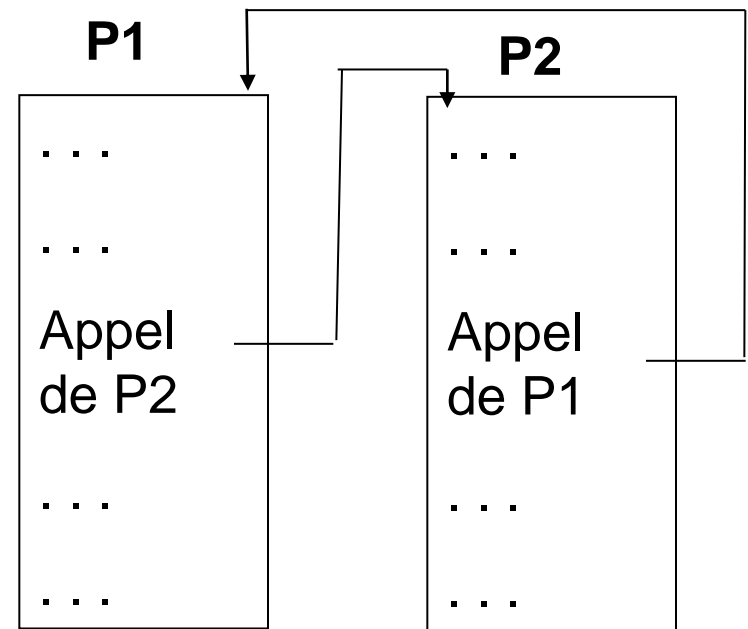 P1
. . .
. . .
Appel
de P2
. . .
. . .
P2
. . .
. . .
Appel
de P1
. . .
. . .